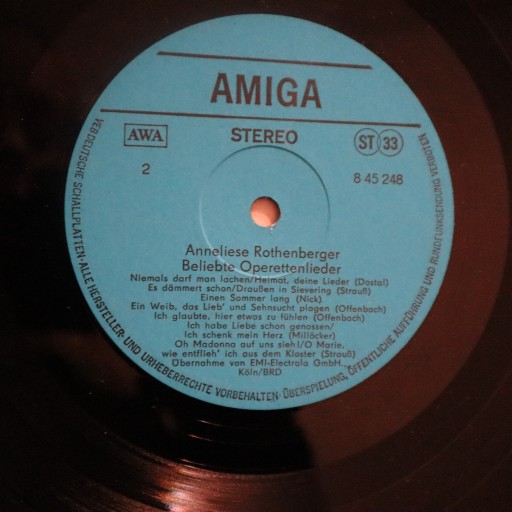 AMIGA
AWA
STEREO
ST 33
2
8 45 248
Anneliese Rothenberger
Beliebte Operettenlieder
Niemals darf man lachen/Heimat, deine Lieder (Dostal)
Es dämmert schon/Draußen in Sievering (Strauß)
Einen Sommer lang (Nick)
Ein Weib, das Lieb' und Sehnsucht plagen (Offenbach)
Ich glaubte, hier etwas zu fühlen (Offenbach)
Ich habe Liebe schon genossen/
Ich schenk mein Herz (Millöcker)
Oh Madonna auf uns sieh!/O Marie,
wie entflieh' ich aus dem Kloster (Strauß)
Übernahme von EMI-Electrola GmbH.,
Köln/BRD
VEB DEUTSCHE SCHALLPLATTEN · ALLE HERSTELLER- UND URHEBERRECHTE VORBEHALTEN · ÜBERSPIELUNG, ÖFFENTLICHE AUFFÜHRUNG UND RUNDFUNKSENDUNG VERBOTEN